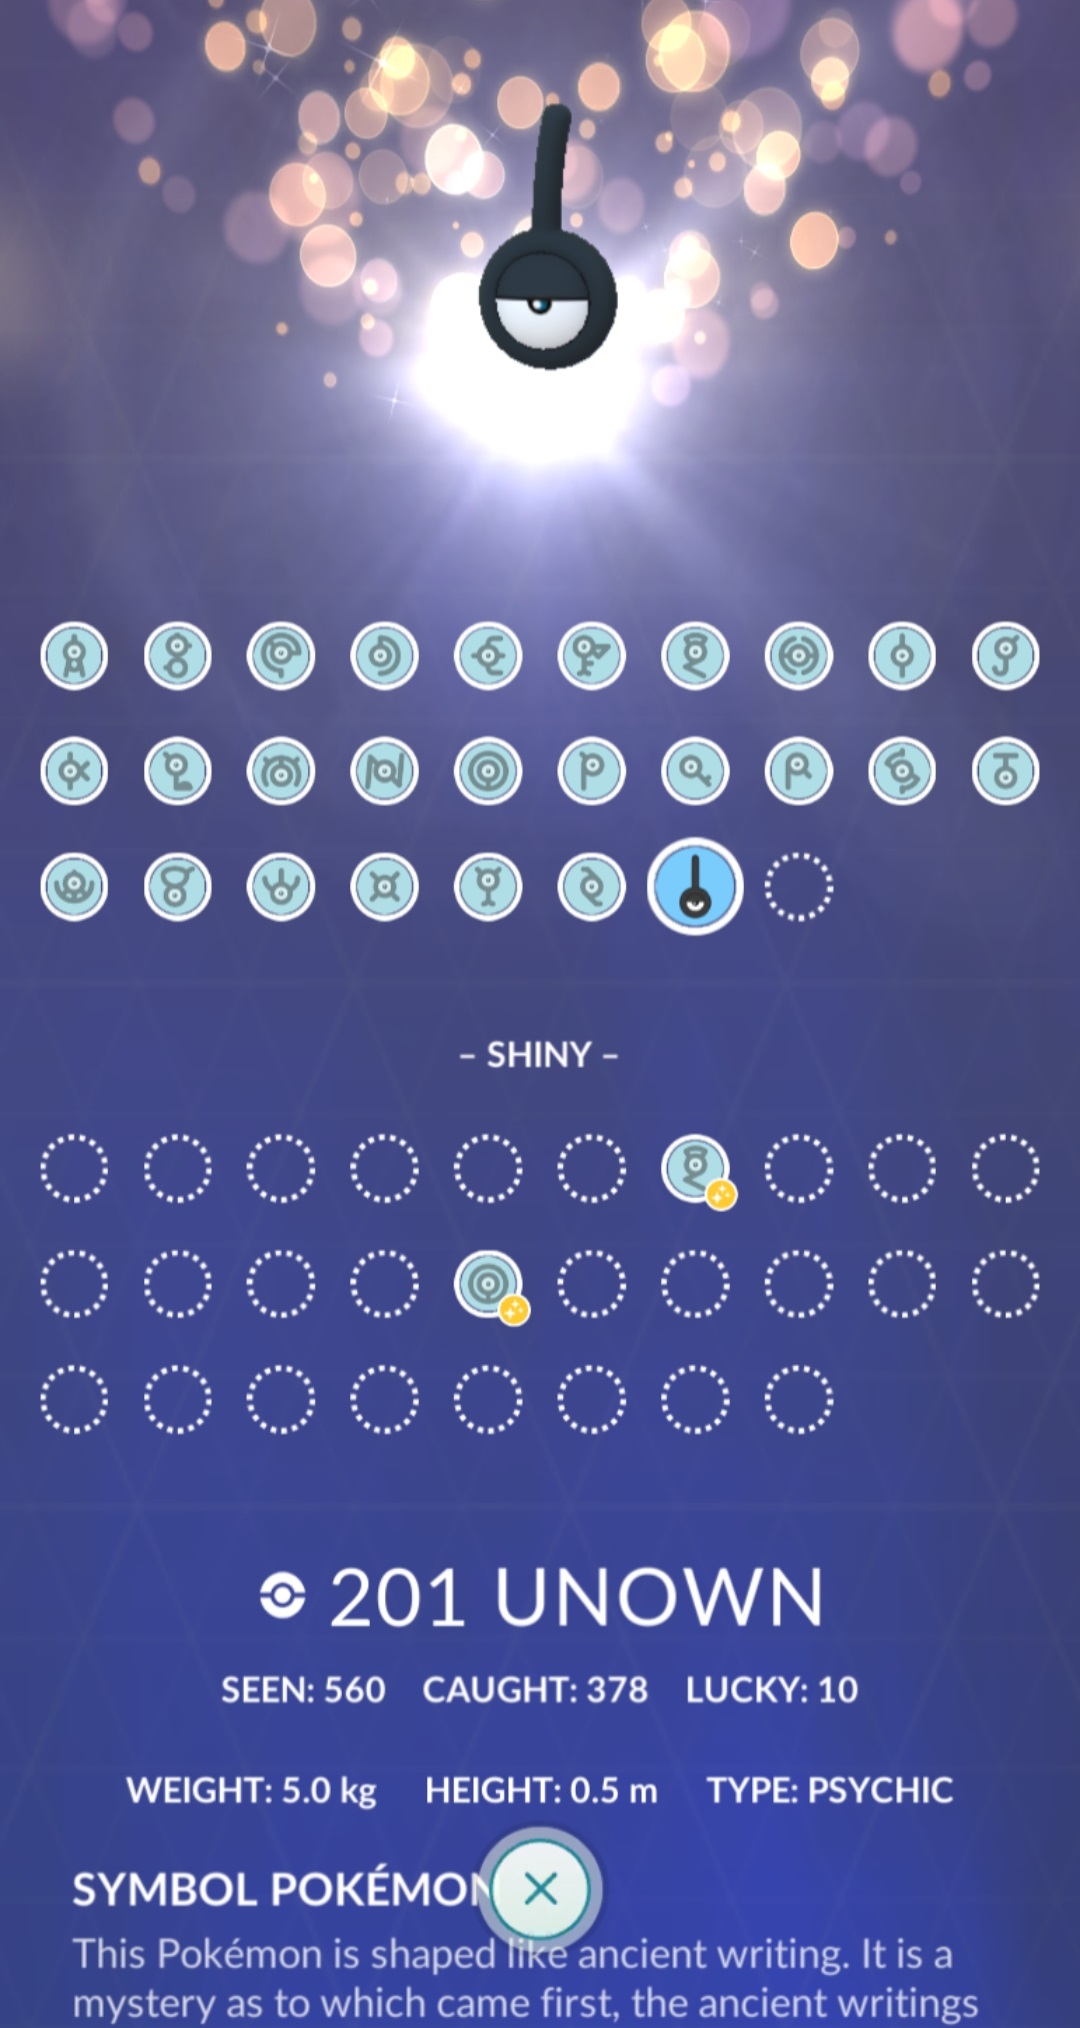 – SHINY –
201 UNOWN
SEEN: 560 CAUGHT: 378 LUCKY: 10
WEIGHT: 5.0 kg HEIGHT: 0.5 m TYPE: PSYCHIC
SYMBOL POKÉMON
This Pokémon is shaped like ancient writing. It is a
mystery as to which came first, the ancient writings